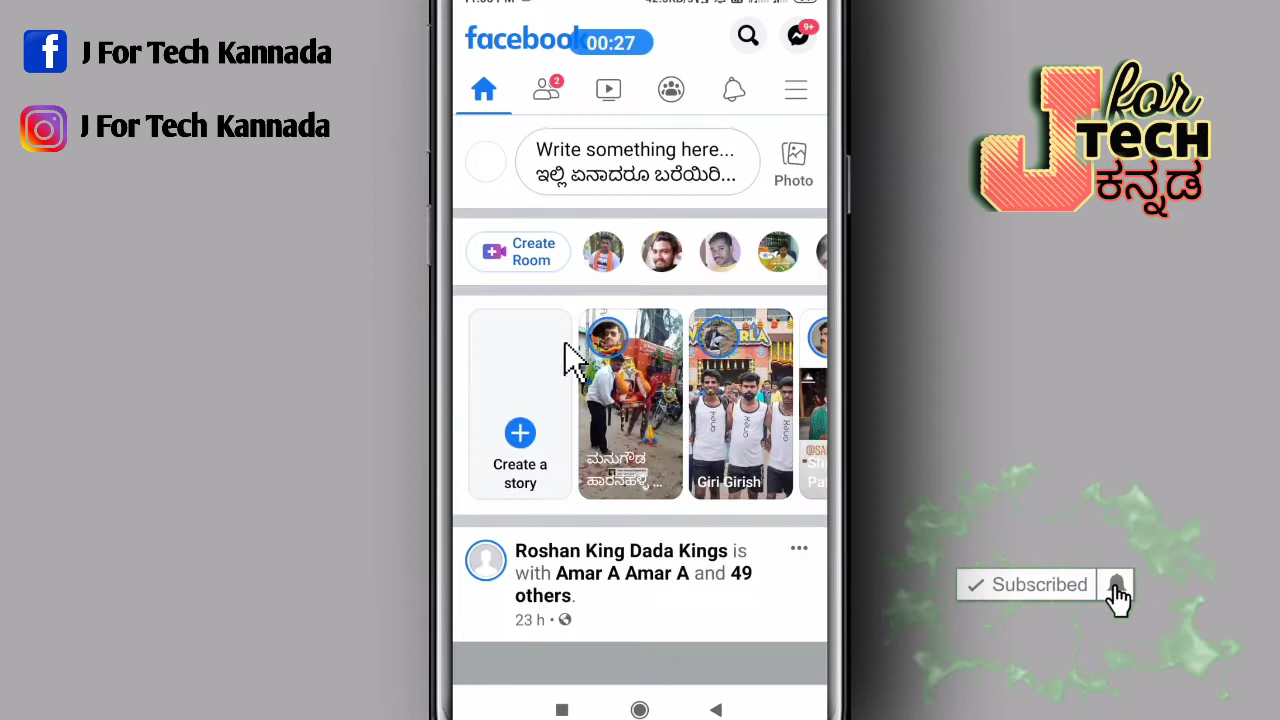 J For Tech Kannada
J For Tech Kannada
facebook
00:27
9+
2
Write something here...
ಇಲ್ಲಿ ಏನಾದರೂ ಬರೆಯಿರಿ...
Photo
Create
Room
Create a
story
ಮನುಗೌಡ
ಹಾರನಹಳ್ಳಿ ...
Giri Girish
Roshan King Dada Kings is
with Amar A Amar A and 49
others.
23 h
J for
TECH
ಕನ್ನಡ
Subscribed